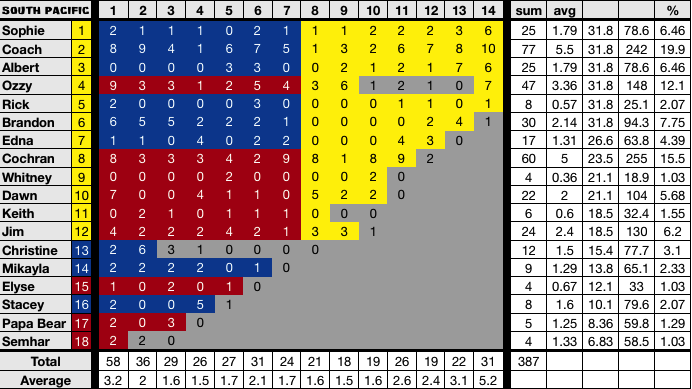 SOUTH PACIFIC 1 2 3 4 5 6 7 8 9 10 11 12 13 14 sum avg %
Sophie 1 2 1 1 1 0 2 1 1 1 2 2 2 3 6 25 1.79 31.8 78.6 6.46
Coach 2 8 9 4 1 6 7 5 1 3 2 6 7 8 10 77 5.5 31.8 242 19.9
Albert 3 0 0 0 0 3 3 0 0 2 1 2 1 7 6 25 1.79 31.8 78.6 6.46
Ozzy 4 9 3 3 1 2 5 4 3 6 1 2 1 0 7 47 3.36 31.8 148 12.1
Rick 5 2 0 0 0 0 3 0 0 0 0 1 1 0 1 8 0.57 31.8 25.1 2.07
Brandon 6 6 5 5 2 2 2 1 0 0 0 0 2 4 1 30 2.14 31.8 94.3 7.75
Edna 7 1 1 0 4 0 2 2 0 0 0 4 3 0 17 1.31 26.6 63.8 4.39
Cochran 8 8 3 3 3 4 2 9 8 1 8 9 2 60 5 23.5 255 15.5
Whitney 9 0 0 0 0 2 0 0 0 0 2 0 4 0.36 21.1 18.9 1.03
Dawn 10 7 0 0 4 1 1 0 5 2 2 0 22 2 21.1 104 5.68
Keith 11 0 2 1 0 1 1 1 0 0 0 6 0.6 18.5 32.4 1.55
Jim 12 4 2 2 2 4 2 1 3 3 1 24 2.4 18.5 130 6.2
Christine 13 2 6 3 1 0 0 0 0 12 1.5 15.4 77.7 3.1
Mikayla 14 2 2 2 2 0 1 0 9 1.29 13.8 65.1 2.33
Elyse 15 1 0 2 0 1 0 4 0.67 12.1 33 1.03
Stacey 16 2 0 0 5 1 8 1.6 10.1 79.6 2.07
Papa Bear 17 2 0 3 0 5 1.25 8.36 59.8 1.29
Semhar 18 2 2 0 4 1.33 6.83 58.5 1.03
Total 58 36 29 26 27 31 24 21 18 19 26 19 22 31 387
Average 3.2 2 1.6 1.5 1.7 2.1 1.7 1.6 1.5 1.6 2.6 2.4 3.1 5.2